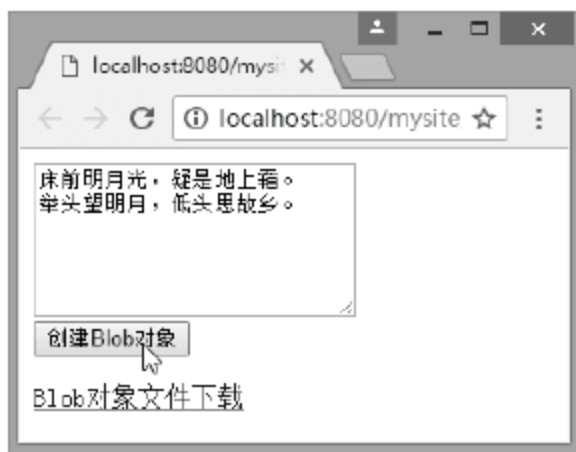 localhost:8080/mysi
localhost:8080/mysite
床前明月光，疑是地上霜。
举头望明月，低头思故乡。
创建Blob对象
Blob对象文件下载